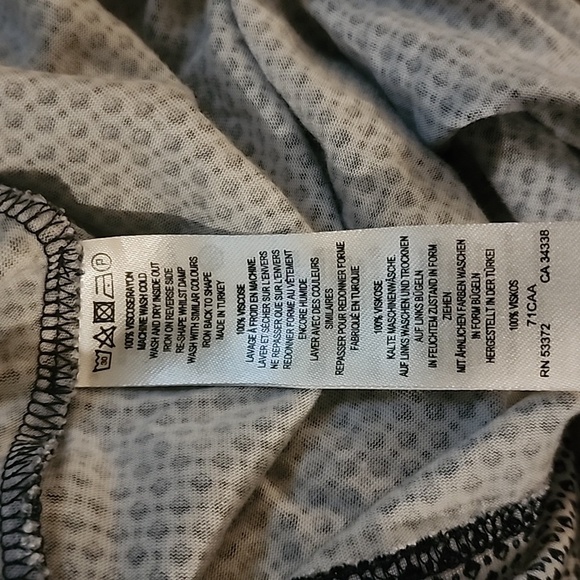 30
P
100% VISCOSE/RAYON
MACHINE WASH COLD
WASH AND DRY INSIDE OUT
IRON ON REVERSE SIDE
RE-SHAPE WHILST DAMP
WASH WITH SIMILAR COLOURS
IRON BACK TO SHAPE
MADE IN TURKEY
100% VISCOSE
LAVAGE À FROID EN MACHINE.
LAVER ET SÉCHER SUR L'ENVERS
NE REPASSER QUE SUR L'ENVERS
REDONNER FORME AU VÊTEMENT
ENCORE HUMIDE
LAVER AVEC DES COULEURS
SIMILAIRES
REPASSER POUR REDONNER FORME
FABRIQUÉ EN TURQUIE
100% VISKOSE
KALTE MASCHINENWÄSCHE
AUF LINKS WASCHEN UND TROCKNEN
AUF LINKS BÜGELN
IN FEUCHTEM ZUSTAND IN FORM
ZIEHEN
MIT ÄHNLICHEN FARBEN WASCHEN
IN FORM BÜGELN
HERGESTELLT IN DER TÜRKEI
100% VISKOS
71CAA
RN 53372 CA 34338